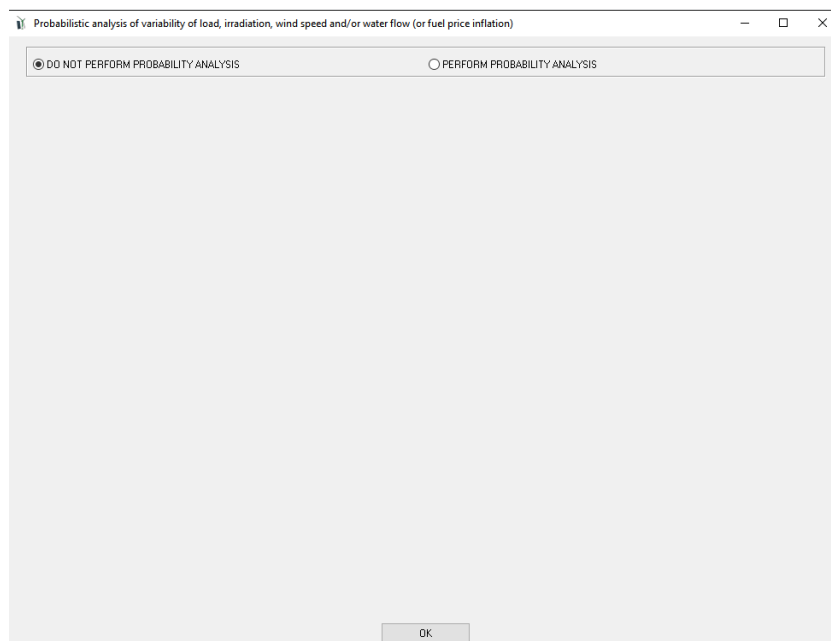 Probabilistic analysis of variability of load, irradiation, wind speed and/or water flow (or fuel price inflation)
DO NOT PERFORM PROBABILITY ANALYSIS PERFORM PROBABILITY ANALYSIS
OK